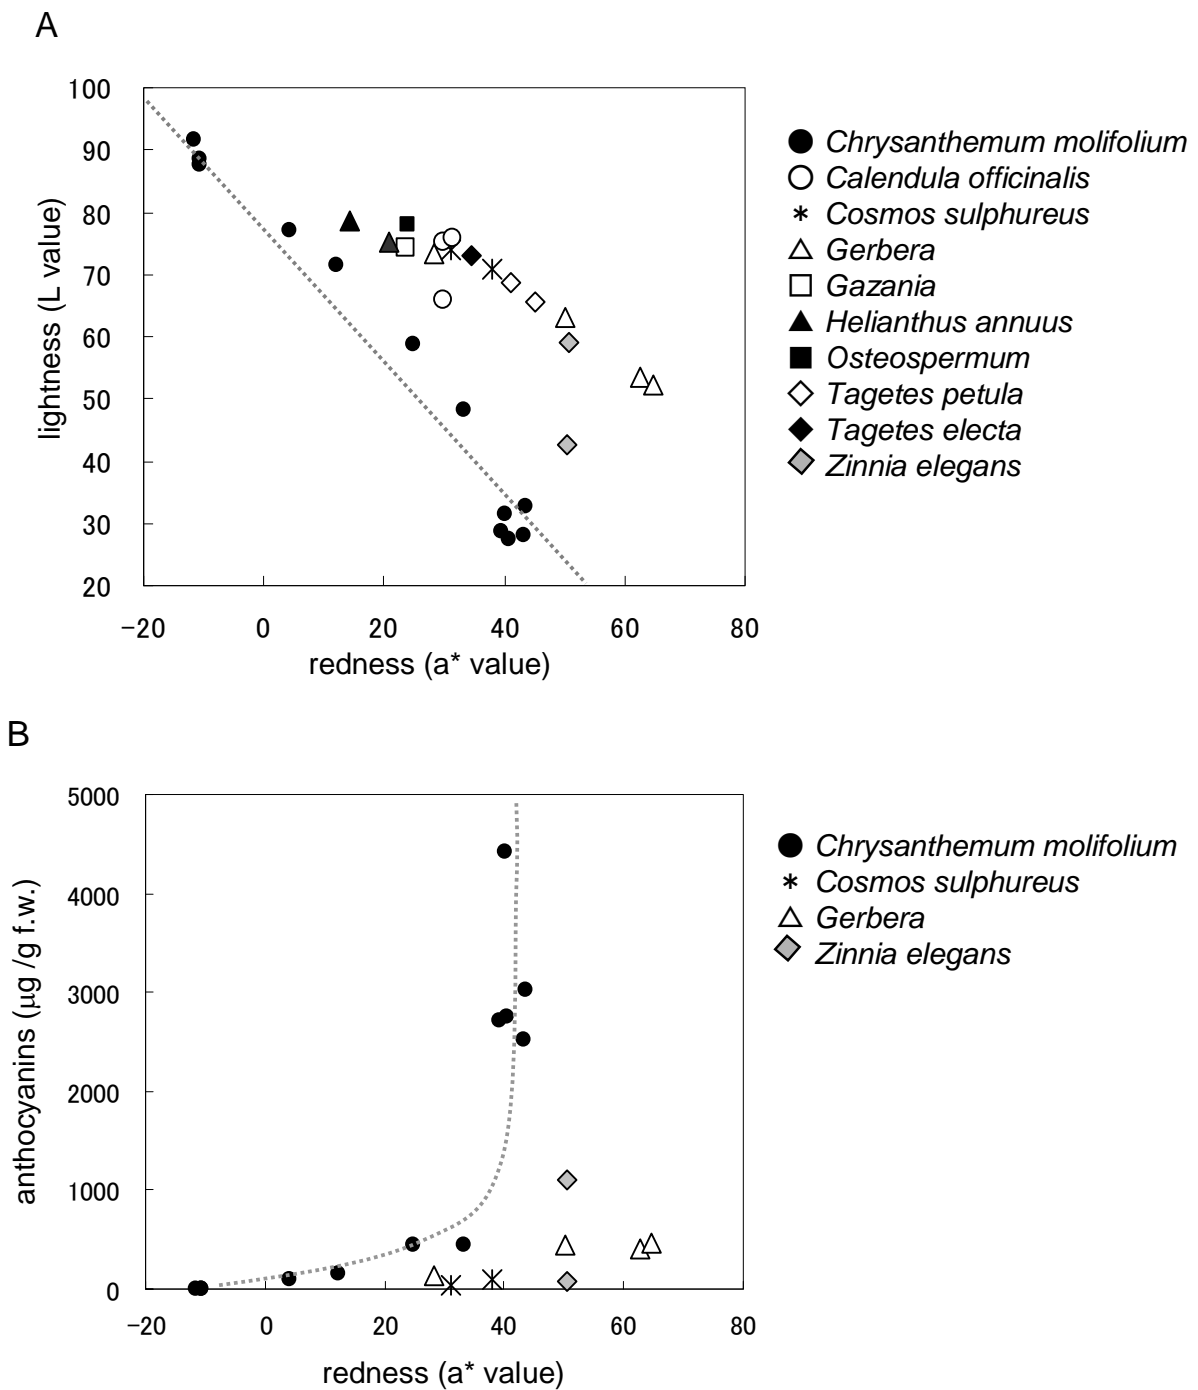 A
100
90
80
70
60
50
40
30
20
lightness (L value)
−20 0 20 40 60 80
redness (a* value)
Chrysanthemum molifolium
Calendula officinalis
Cosmos sulphureus
Gerbera
Gazania
Helianthus annuus
Osteospermum
Tagetes petula
Tagetes electa
Zinnia elegans
B
5000
4000
3000
2000
1000
0
anthocyanins (μg /g f.w.)
−20 0 20 40 60 80
redness (a* value)
Chrysanthemum molifolium
Cosmos sulphureus
Gerbera
Zinnia elegans